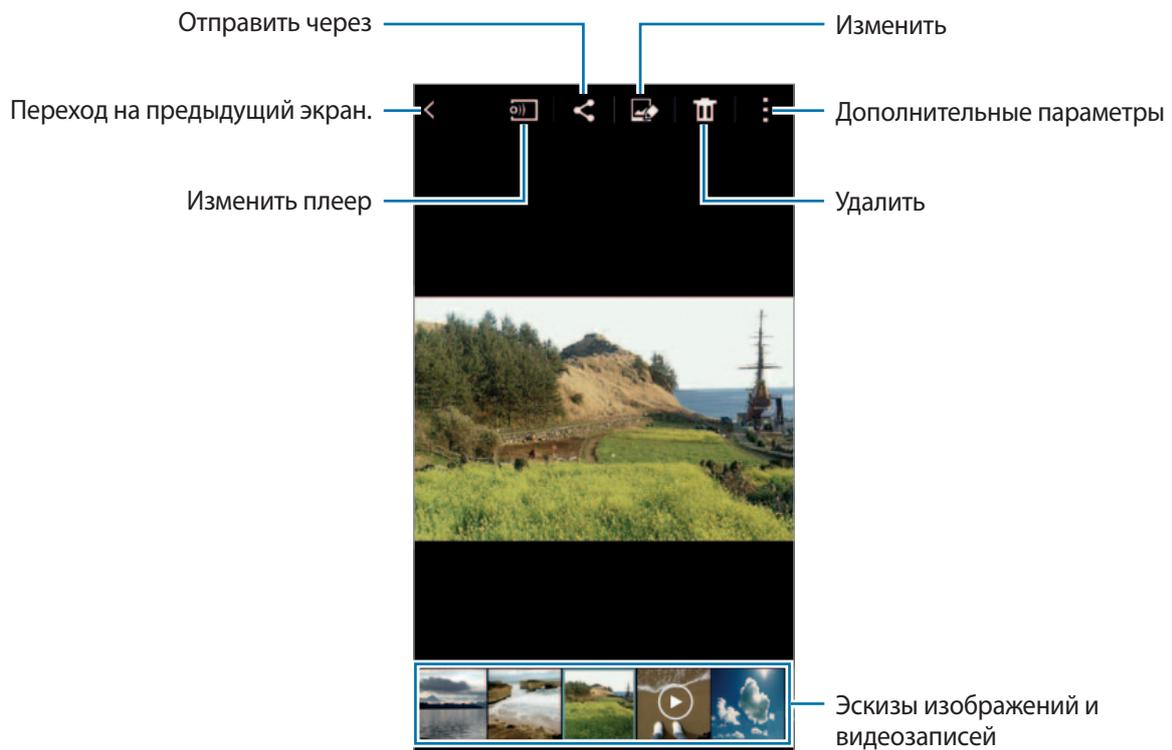 Отправить через
Изменить
Переход на предыдущий экран.
Дополнительные параметры
Изменить плеер
Удалить
Эскизы изображений и
видеозаписей